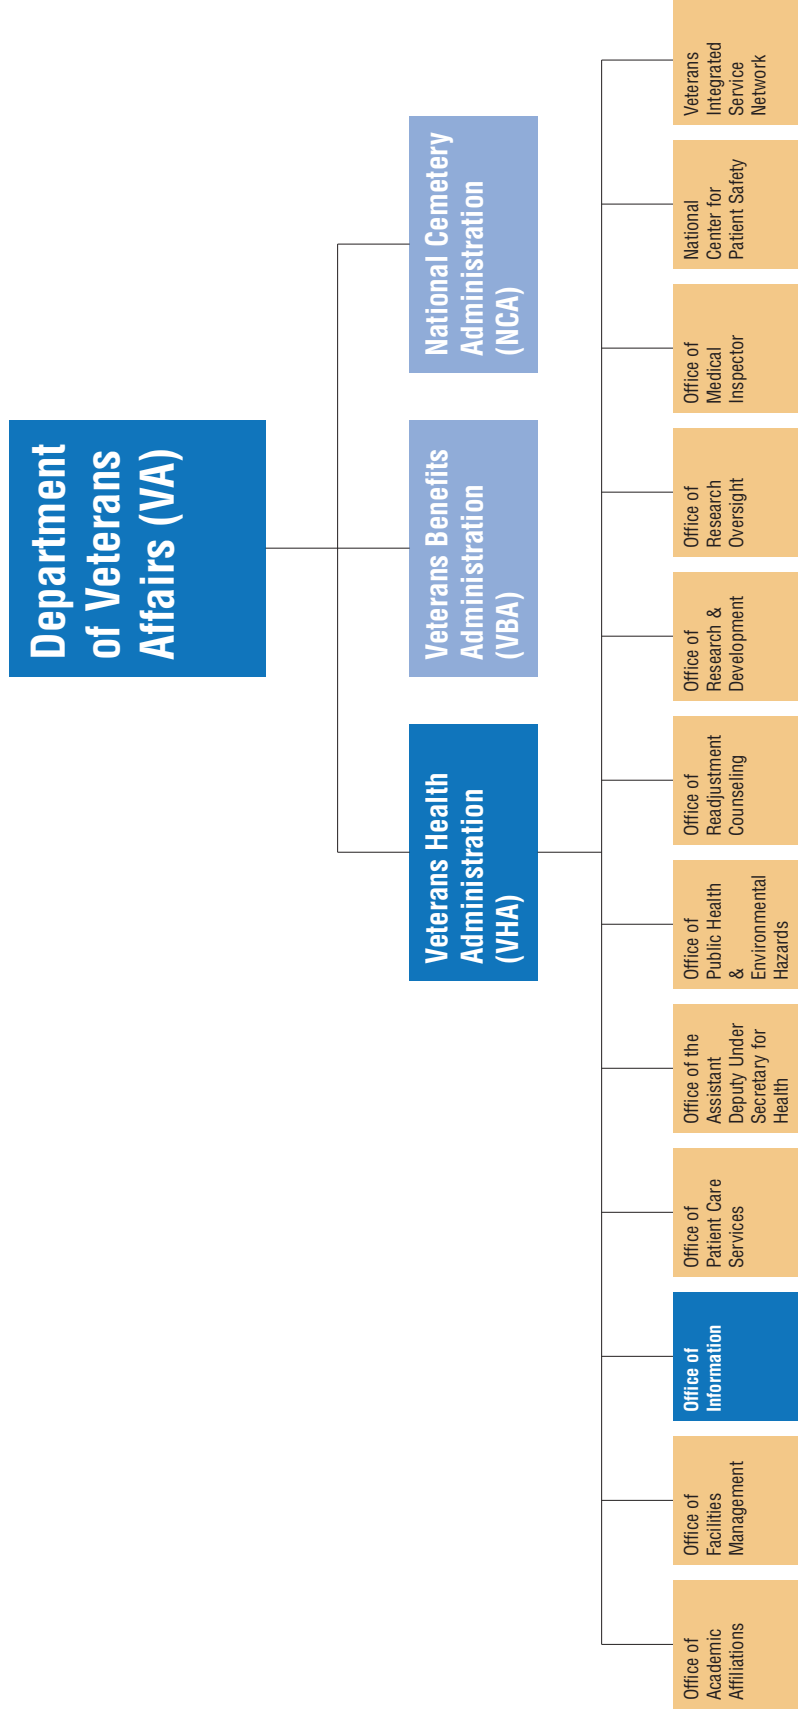 Department
of Veterans
Affairs (VA)
Veterans Health
Administration
(VHA)
Veterans Benefits
Administration
(VBA)
National Cemetery
Administration
(NCA)
Office of
Academic
Affiliations
Office of
Facilities
Management
Office of
Information
Office of
Patient Care
Services
Office of the
Assistant
Deputy Under
Secretary for
Health
Office of
Public Health
&
Environmental
Hazards
Office of
Readjustment
Counseling
Office of
Research &
Development
Office of
Research
Oversight
Office of
Medical
Inspector
National
Center for
Patient Safety
Veterans
Integrated
Service
Network